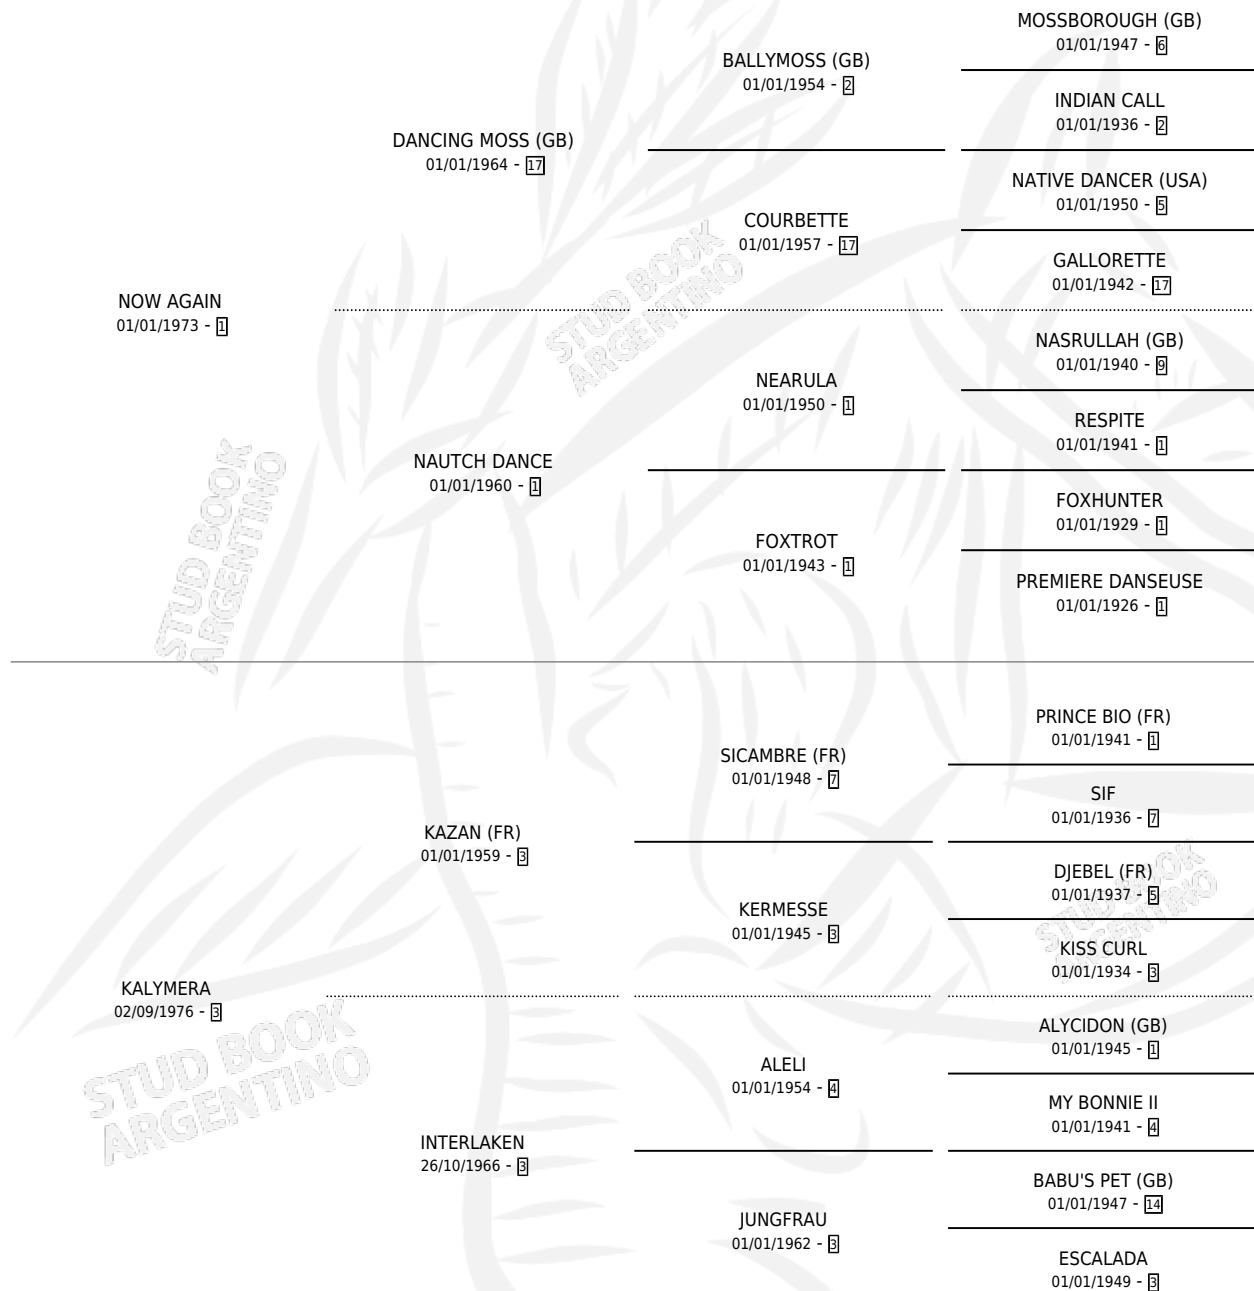 MOSSBOROUGH (GB)
01/01/1947 - 6
BALLYMOSS (GB)
01/01/1954 - 2
INDIAN CALL
01/01/1936 - 2
DANCING MOSS (GB)
01/01/1964 - 17
NATIVE DANCER (USA)
01/01/1950 - 5
COURBETTE
01/01/1957 - 17
GALLORETTE
01/01/1942 - 17
STUD BOOK
ARGENTINO
NOW AGAIN
01/01/1973 - 1
NASRULLAH (GB)
01/01/1940 - 9
NEARULA
01/01/1950 - 1
RESPITE
01/01/1941 - 1
NAUTCH DANCE
01/01/1960 - 1
FOXHUNTER
01/01/1929 - 1
FOXTROT
01/01/1943 - 1
PREMIERE DANSEUSE
01/01/1926 - 1
STUD BOOK
ARGENTINO
PRINCE BIO (FR)
01/01/1941 - 1
SICAMBRE (FR)
01/01/1948 - 7
SIF
01/01/1936 - 7
KAZAN (FR)
01/01/1959 - 3
DJEBEL (FR)
01/01/1937 - 5
KERMESSE
01/01/1945 - 3
KISS CURL
01/01/1934 - 3
STUD BOOK
ARGENTINO
KALYMERA
02/09/1976 - 3
ALYCIDON (GB)
01/01/1945 - 1
ALELI
01/01/1954 - 4
MY BONNIE II
01/01/1941 - 4
STUD BOOK
ARGENTINO
INTERLAKEN
26/10/1966 - 3
BABU'S PET (GB)
01/01/1947 - 14
JUNGFRAU
01/01/1962 - 3
ESCALADA
01/01/1949 - 3